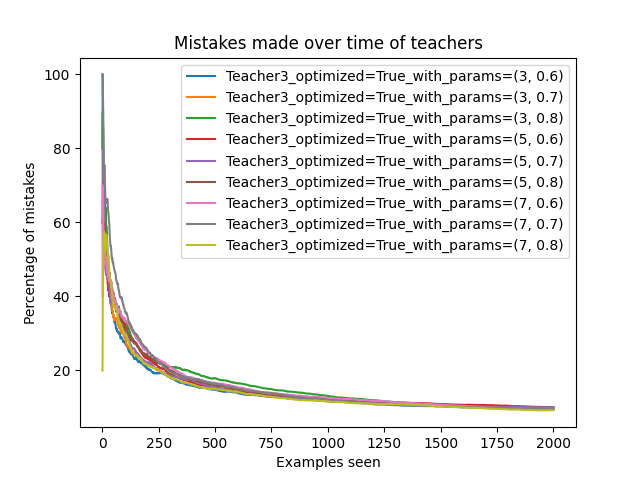 Mistakes made over time of teachers
Percentage of mistakes
100
80
60
40
20
Teacher3_optimized=True_with_params=(3, 0.6)
Teacher3_optimized=True_with_params=(3, 0.7)
Teacher3_optimized=True_with_params=(3, 0.8)
Teacher3_optimized=True_with_params=(5, 0.6)
Teacher3_optimized=True_with_params=(5, 0.7)
Teacher3_optimized=True_with_params=(5, 0.8)
Teacher3_optimized=True_with_params=(7, 0.6)
Teacher3_optimized=True_with_params=(7, 0.7)
Teacher3_optimized=True_with_params=(7, 0.8)
0 250 500 750 1000 1250 1500 1750 2000
Examples seen